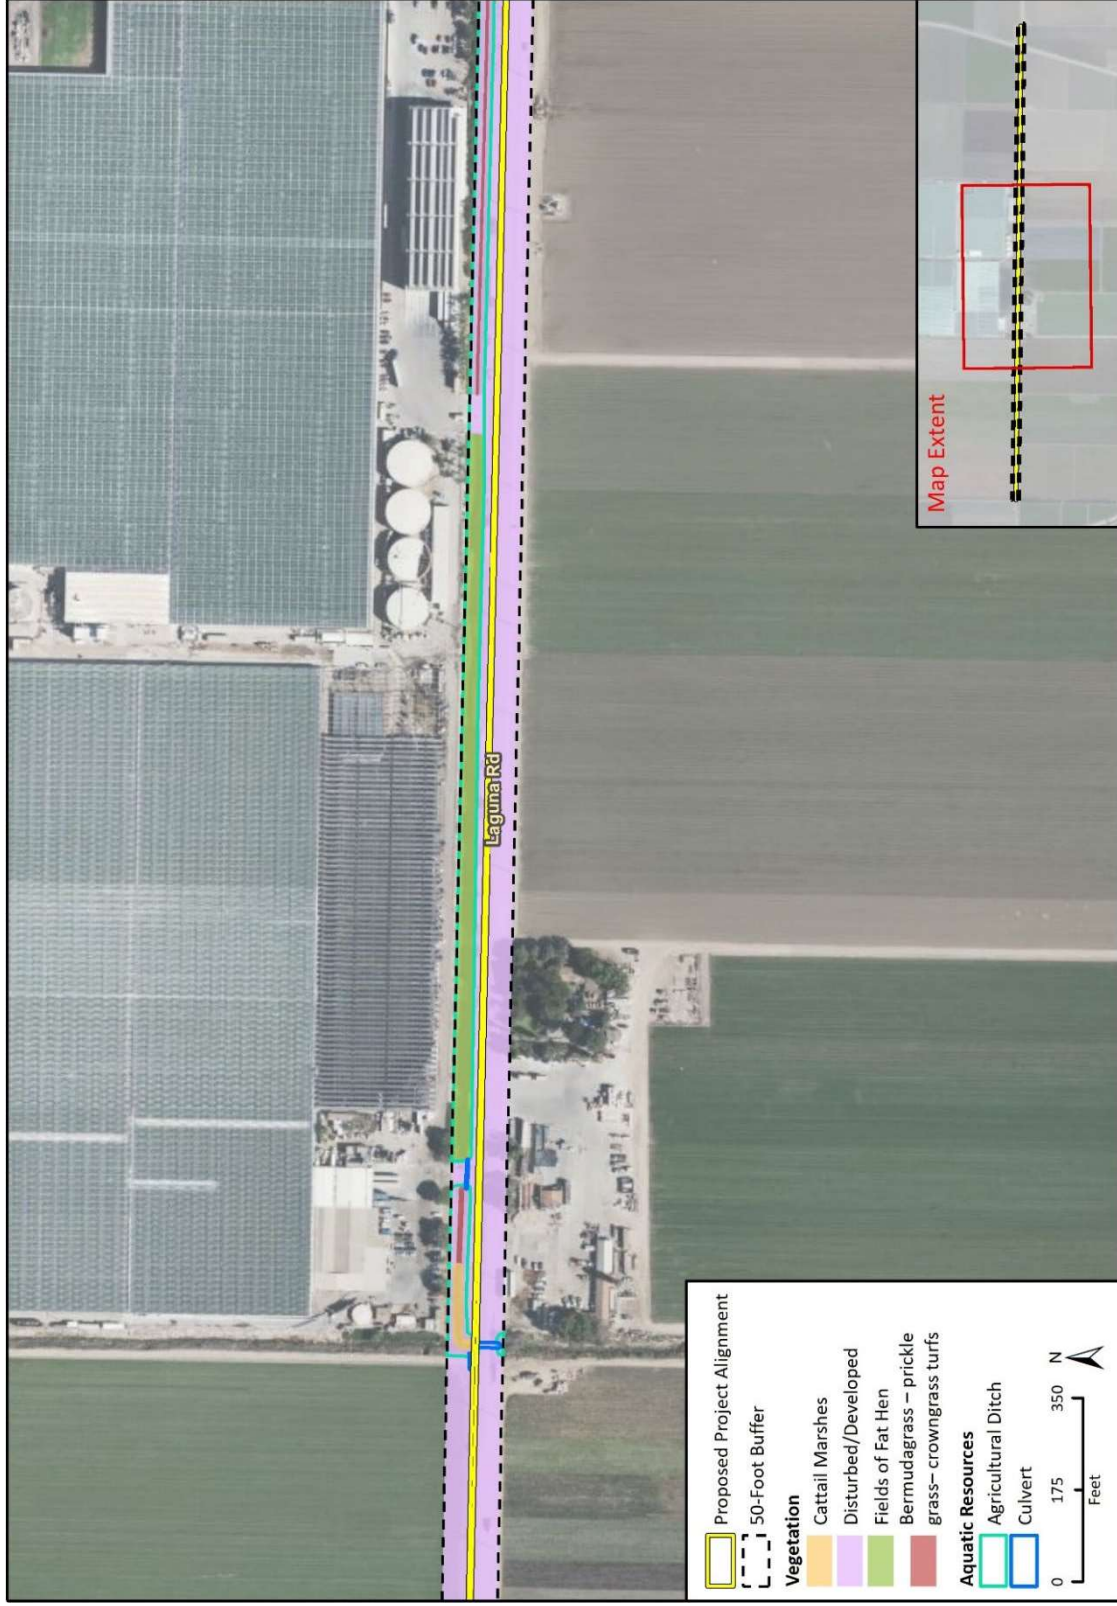 Laguna Rd
Map Extent
Proposed Project Alignment
50-Foot Buffer
Vegetation
Cattail Marshes
Disturbed/Developed
Fields of Fat Hen
Bermudagrass – prickle
grass– crowngrass turfs
Aquatic Resources
Agricultural Ditch
Culvert
0 175 350
Feet
N